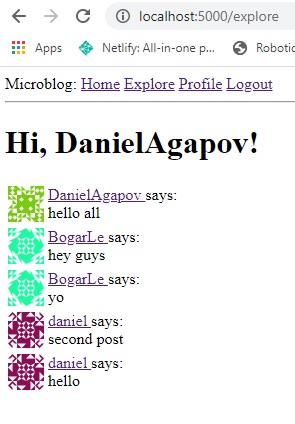 localhost:5000/explore
Apps Netlify: All-in-one p... Robotic
Microblog: Home Explore Profile Logout
Hi, DanielAgapov!
DanielAgapov says:
hello all
BogarLe says:
hey guys
BogarLe says:
yo
daniel says:
second post
daniel says:
hello